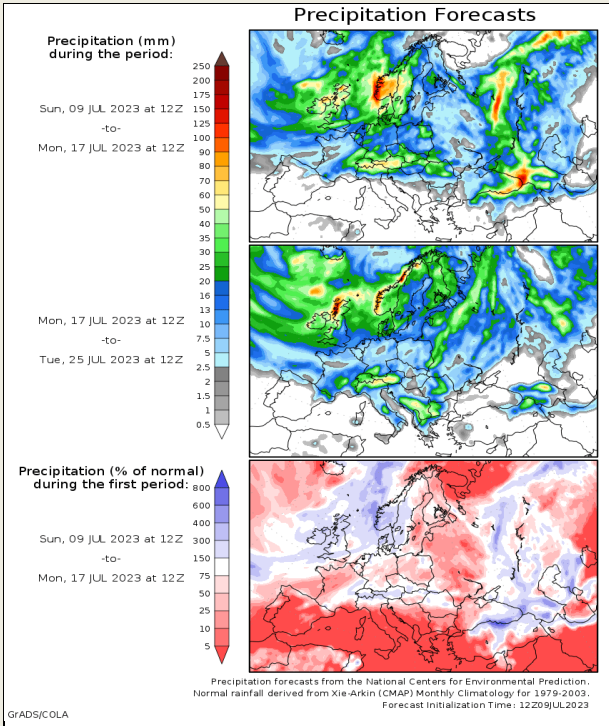 Precipitation Forecasts
Precipitation (mm)
during the period:
Sun, 09 JUL 2023 at 12Z
-to-
Mon, 17 JUL 2023 at 12Z
250
200
175
150
125
100
90
80
70
60
50
40
35
30
25
20
16
13
10
7.5
5
2.5
2
1.5
1
0.5
Mon, 17 JUL 2023 at 12Z
-to-
Tue, 25 JUL 2023 at 12Z
Precipitation (% of normal)
during the first period:
Sun, 09 JUL 2023 at 12Z
-to-
Mon, 17 JUL 2023 at 12Z
800
600
400
300
150
75
50
25
10
5
Precipitation forecasts from the National Centers for Environmental Prediction.
Normal rainfall derived from Xie-Arkin (CMAP) Monthly Climatology for 1979-2003.
Forecast Initialization Time: 12Z09JUL2023
GrADS/COLA